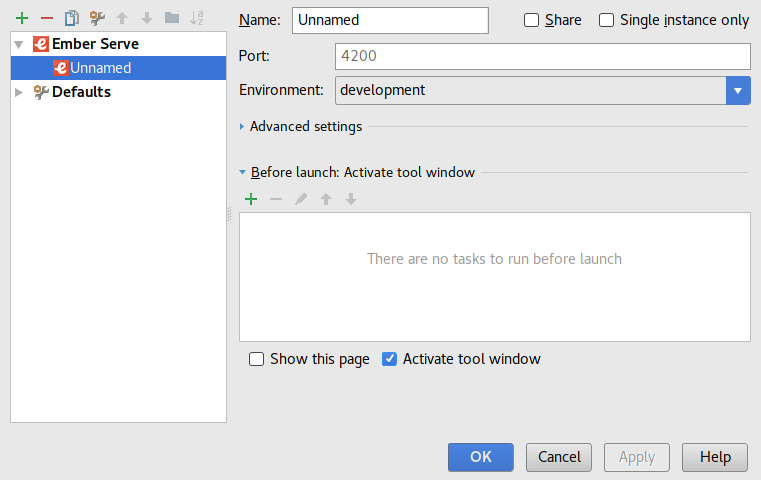 Name: Unnamed
Share
Single instance only
Ember Serve
Unnamed
Defaults
Port: 4200
Environment: development
Advanced settings
Before launch: Activate tool window
There are no tasks to run before launch
Show this page
Activate tool window
OK
Cancel
Apply
Help